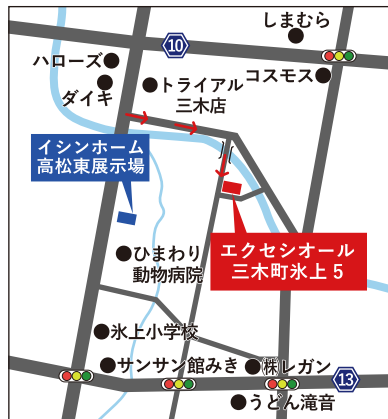 しまむら
10
ハローズ
コスモス
ダイキ
トライアル
三木店
イシンホーム
高松東展示場
エクセシオール
三木町氷上5
ひまわり
動物病院
氷上小学校
サンサン館みき
㈱レガン
13
うどん滝音